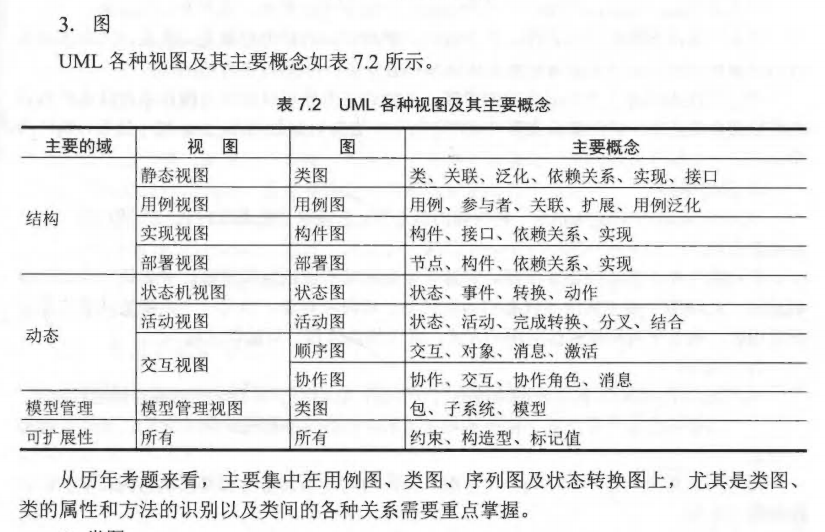 3. 图
UML 各种视图及其主要概念如表 7.2 所示。
表 7.2 UML 各种视图及其主要概念
主要的域 视 图 图 主要概念
结构 静态视图 类图 类、关联、泛化、依赖关系、实现、接口
用例视图 用例图 用例、参与者、关联、扩展、用例泛化
实现视图 构件图 构件、接口、依赖关系、实现
部署视图 部署图 节点、构件、依赖关系、实现
动态 状态机视图 状态图 状态、事件、转换、动作
活动视图 活动图 状态、活动、完成转换、分叉、结合
交互视图 顺序图 交互、对象、消息、激活
协作图 协作、交互、协作角色、消息
模型管理 模型管理视图 类图 包、子系统、模型
可扩展性 所有 所有 约束、构造型、标记值
从历年考题来看，主要集中在用例图、类图、序列图及状态转换图上，尤其是类图、
类的属性和方法的识别以及类间的各种关系需要重点掌握。